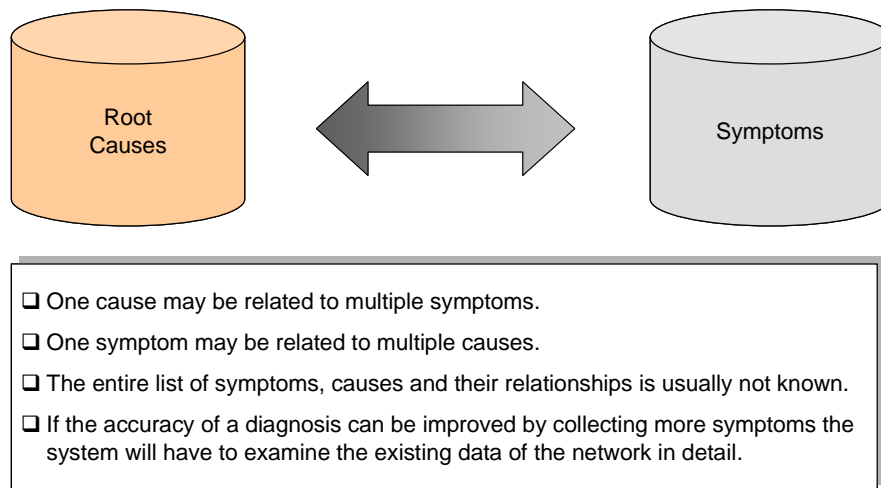 Root
Causes
Symptoms
❑ One cause may be related to multiple symptoms.
❑ One symptom may be related to multiple causes.
❑ The entire list of symptoms, causes and their relationships is usually not known.
❑ If the accuracy of a diagnosis can be improved by collecting more symptoms the
system will have to examine the existing data of the network in detail.